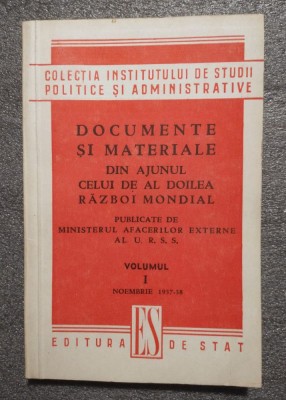 COLECTIA INSTITUTULUI DE STUDII
POLITICE ȘI ADMINISTRATIVE
DOCUMENTE
ȘI MATERIALE
DIN AJUNUL
CELUI DE AL DOILEA
RĂZBOI MONDIAL
PUBLICATE DE
MINISTERUL AFACERILOR EXTERNE
AL U. R. S. S.
VOLUMUL
I
NOEMBRIE 1937-38
EDITURA ES DE STAT